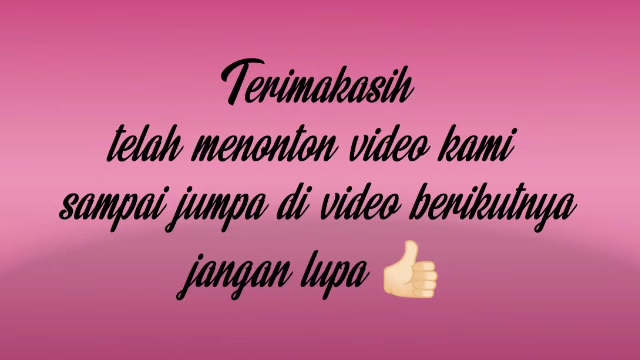 Terimakasih
telah menonton video kami
sampai jumpa di video berikutnya
jangan lupa 👍🏻